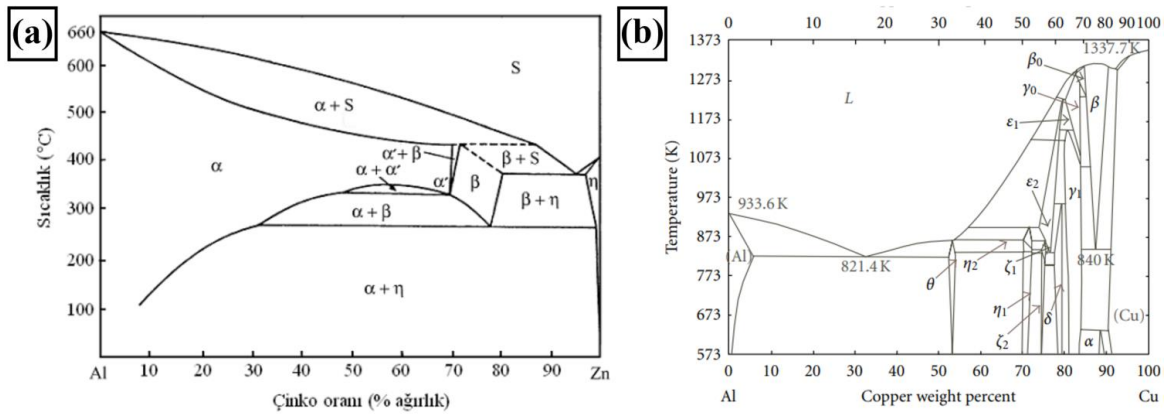 (a)
660
600
500
400
300
200
100
Sıcaklık (°C)
S
α + S
α
α′+ β
α + α′
α′
β
β + S
η
β + η
α + β
α + η
Al 10 20 30 40 50 60 70 80 90 Zn
Çinko oranı (% ağırlık)
(b)
0 10 20 30 40 50 60 70 80 90 100
1373
1273
1173
1073
973
873
773
673
573
Temperature (K)
1337.7 K
L
β0
γ0
β
ε1
ε2
γ1
933.6 K
(Al)
821.4 K
θ
η2
ζ1
840 K
η1
ζ2
δ
(Cu)
α
0 10 20 30 40 50 60 70 80 90 100
Al Copper weight percent Cu